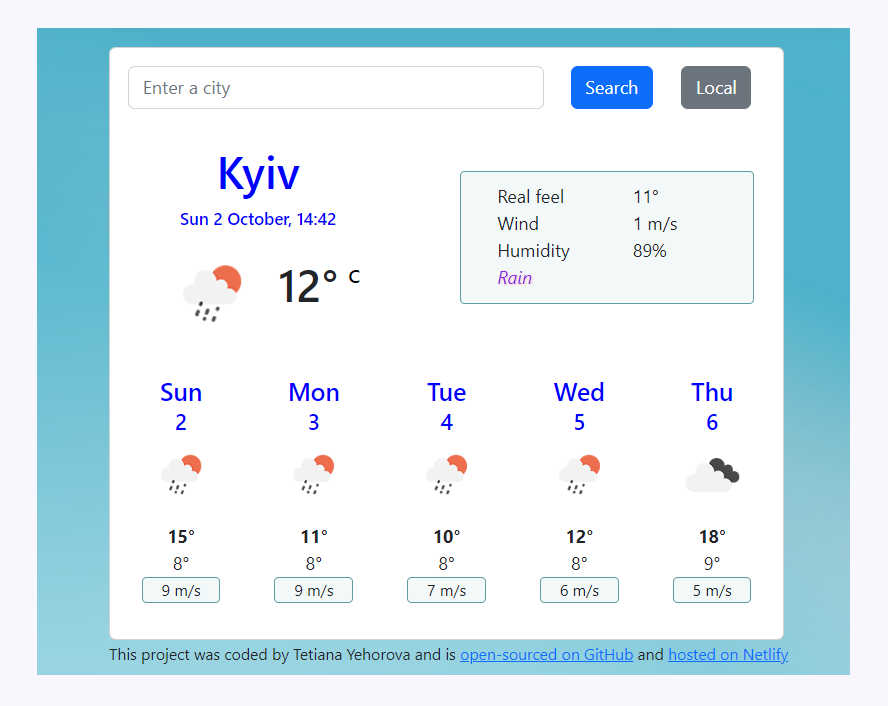 Enter a city Search Local
Kyiv
Sun 2 October, 14:42
12° C
Real feel 11°
Wind 1 m/s
Humidity 89%
Rain
Sun Mon Tue Wed Thu
2 3 4 5 6
15° 11° 10° 12° 18°
8° 8° 8° 8° 9°
9 m/s 9 m/s 7 m/s 6 m/s 5 m/s
This project was coded by Tetiana Yehorova and is open-sourced on GitHub and hosted on Netlify